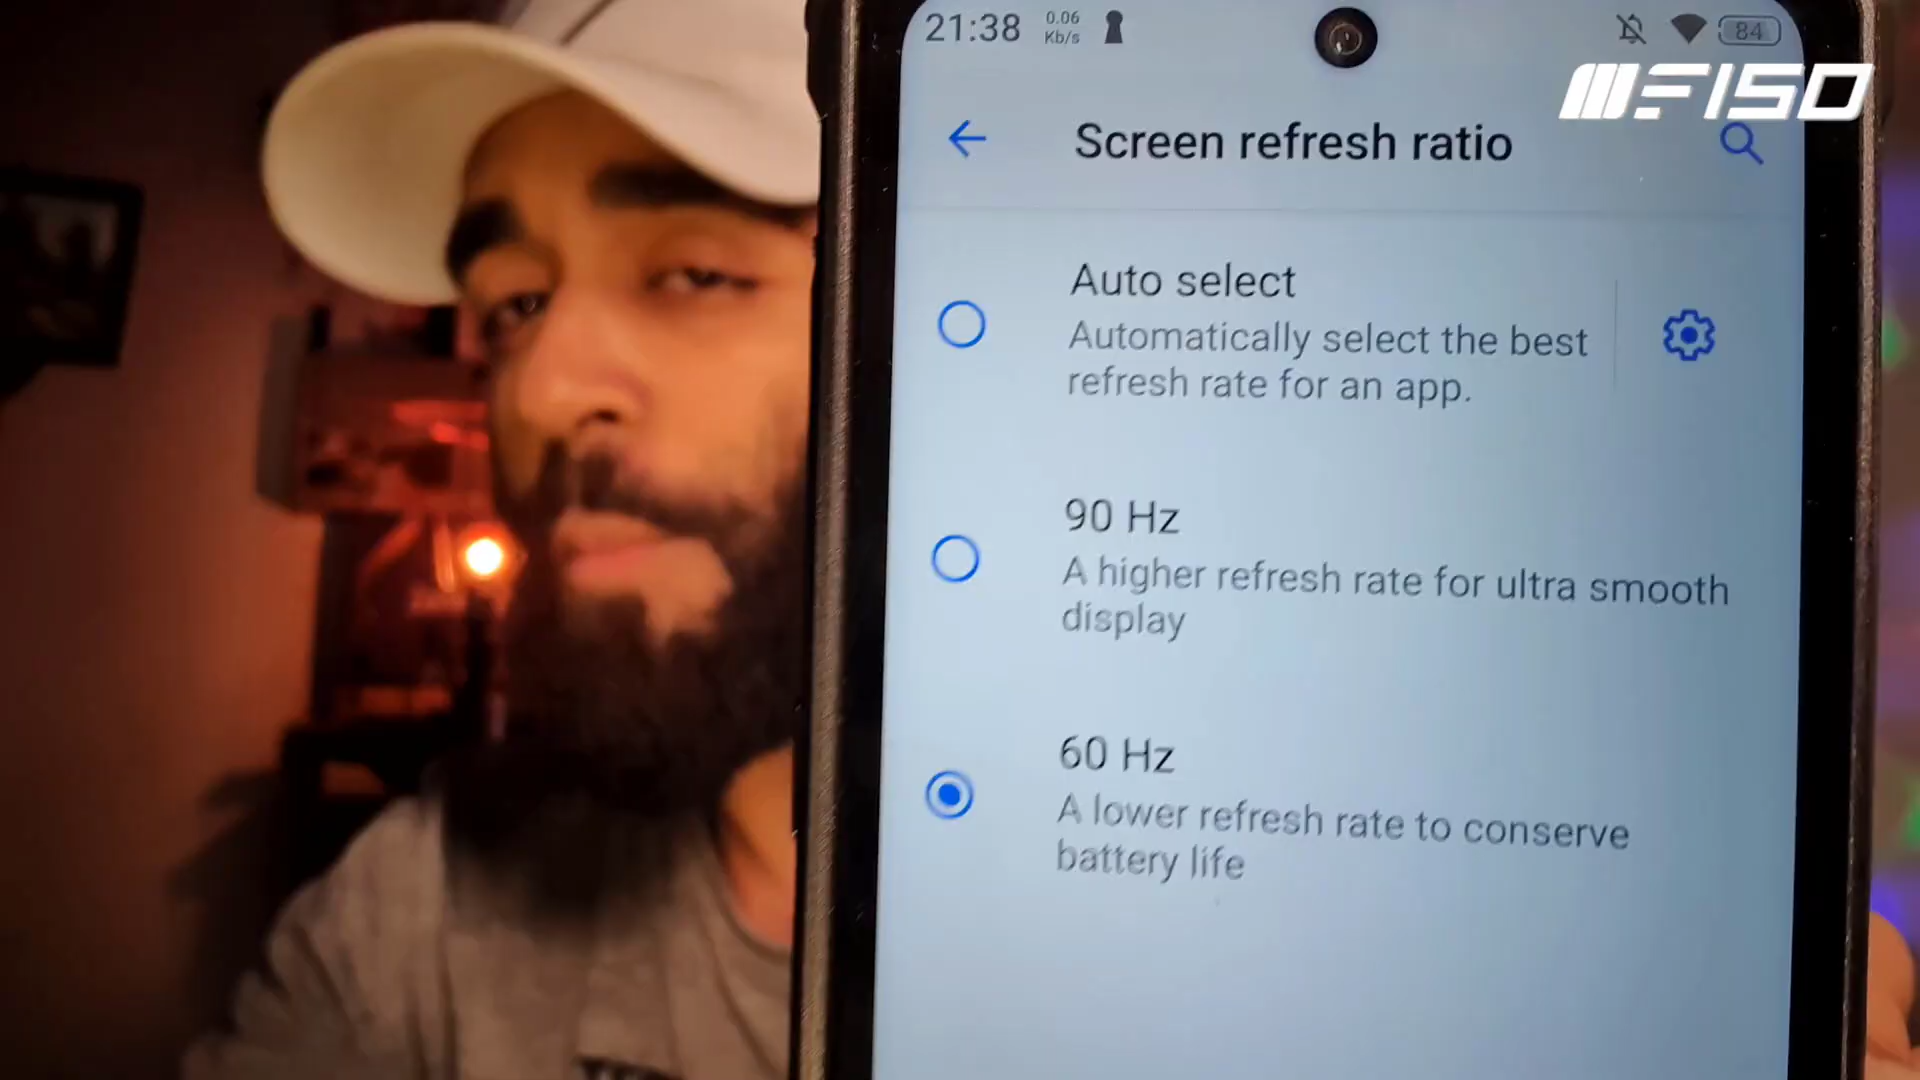 21:38
0.06
Kb/s
84
MFISO
Screen refresh ratio
Auto select
Automatically select the best
refresh rate for an app.
90 Hz
A higher refresh rate for ultra smooth
display
60 Hz
A lower refresh rate to conserve
battery life